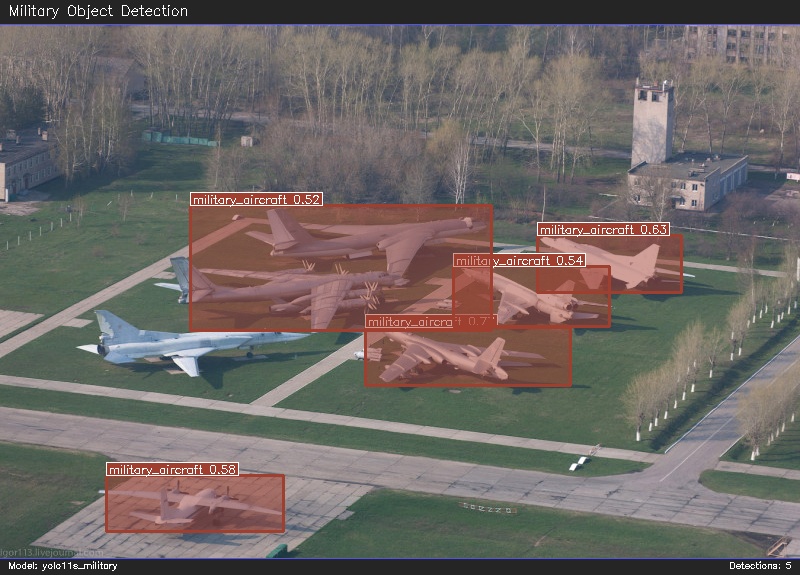 Military Object Detection
military_aircraft 0.52
military_aircraft 0.63
military_aircraft 0.54
military_aircraft 0.7
military_aircraft 0.58
Igor113.livejournal.com
Model: yolo11s_military
Detections: 5